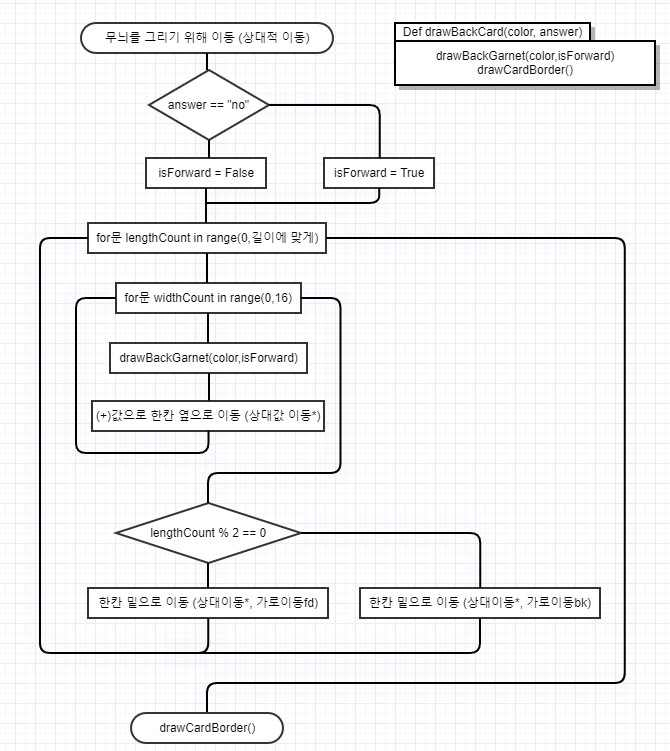 무늬를 그리기 위해 이동 (상대적 이동)
Def drawBackCard(color, answer)
drawBackGarnet(color,isForward)
drawCardBorder()
answer == "no"
isForward = False
isForward = True
for문 lengthCount in range(0,길이에 맞게)
for문 widthCount in range(0,16)
drawBackGarnet(color,isForward)
(+)값으로 한칸 옆으로 이동 (상대값 이동*)
lengthCount % 2 == 0
한칸 밑으로 이동 (상대이동*, 가로이동fd)
한칸 밑으로 이동 (상대이동*, 가로이동bk)
drawCardBorder()